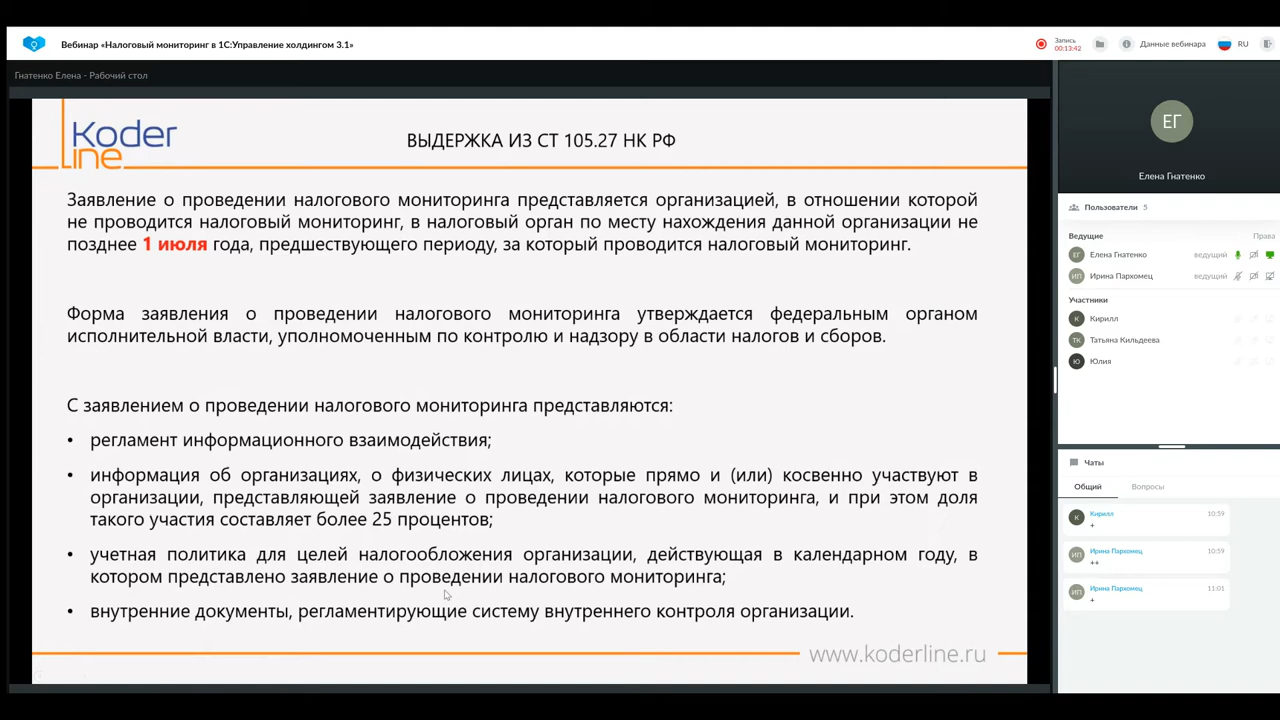 Вебинар «Налоговый мониторинг в 1С:Управление холдингом 3.1»
Запись
00:13:42
Данные вебинара
RU
Гнатенко Елена - Рабочий стол
Koder
line
ВЫДЕРЖКА ИЗ СТ 105.27 НК РФ
Заявление о проведении налогового мониторинга представляется организацией, в отношении которой
не проводится налоговый мониторинг, в налоговый орган по месту нахождения данной организации не
позднее 1 июля года, предшествующего периоду, за который проводится налоговый мониторинг.
Форма заявления о проведении налогового мониторинга утверждается федеральным органом
исполнительной власти, уполномоченным по контролю и надзору в области налогов и сборов.
С заявлением о проведении налогового мониторинга представляются:
• регламент информационного взаимодействия;
• информация об организациях, о физических лицах, которые прямо и (или) косвенно участвуют в
организации, представляющей заявление о проведении налогового мониторинга, и при этом доля
такого участия составляет более 25 процентов;
• учетная политика для целей налогообложения организации, действующая в календарном году, в
котором представлено заявление о проведении налогового мониторинга;
• внутренние документы, регламентирующие систему внутреннего контроля организации.
www.koderline.ru
ЕГ
Елена Гнатенко
Пользователи 5
Ведущие
Права
ЕГ Елена Гнатенко ведущий
ИП Ирина Пархомец ведущий
Участники
К Кирилл
ТК Татьяна Кильдеева
Ю Юлия
Чаты
Общий
Вопросы
К Кирилл 10:59
+
ИП Ирина Пархомец 10:59
++
ИП Ирина Пархомец 11:01
+